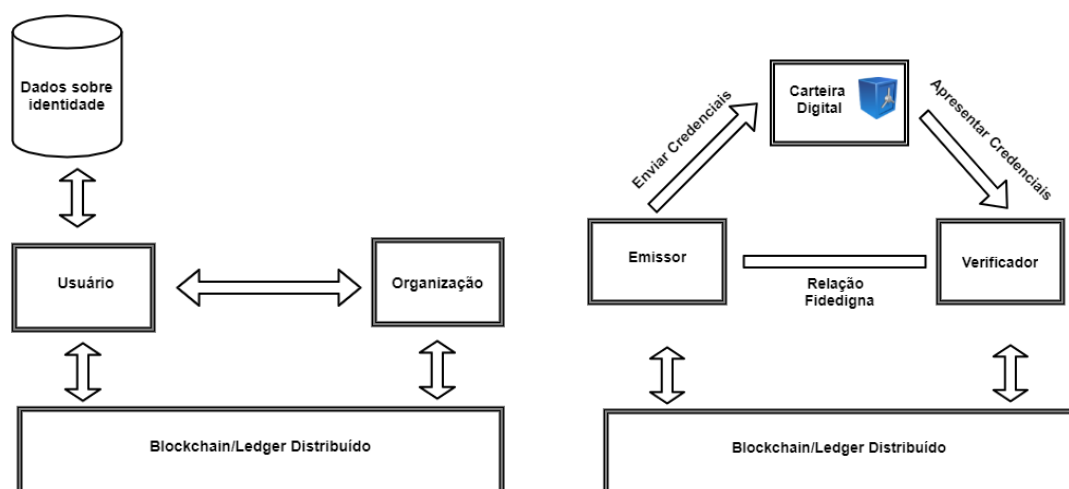 Dados sobre
identidade
Usuário
Organização
Blockchain/Ledger Distribuído
Carteira
Digital
Enviar Credenciais
Apresentar Credenciais
Emissor
Verificador
Relação
Fidedigna
Blockchain/Ledger Distribuído